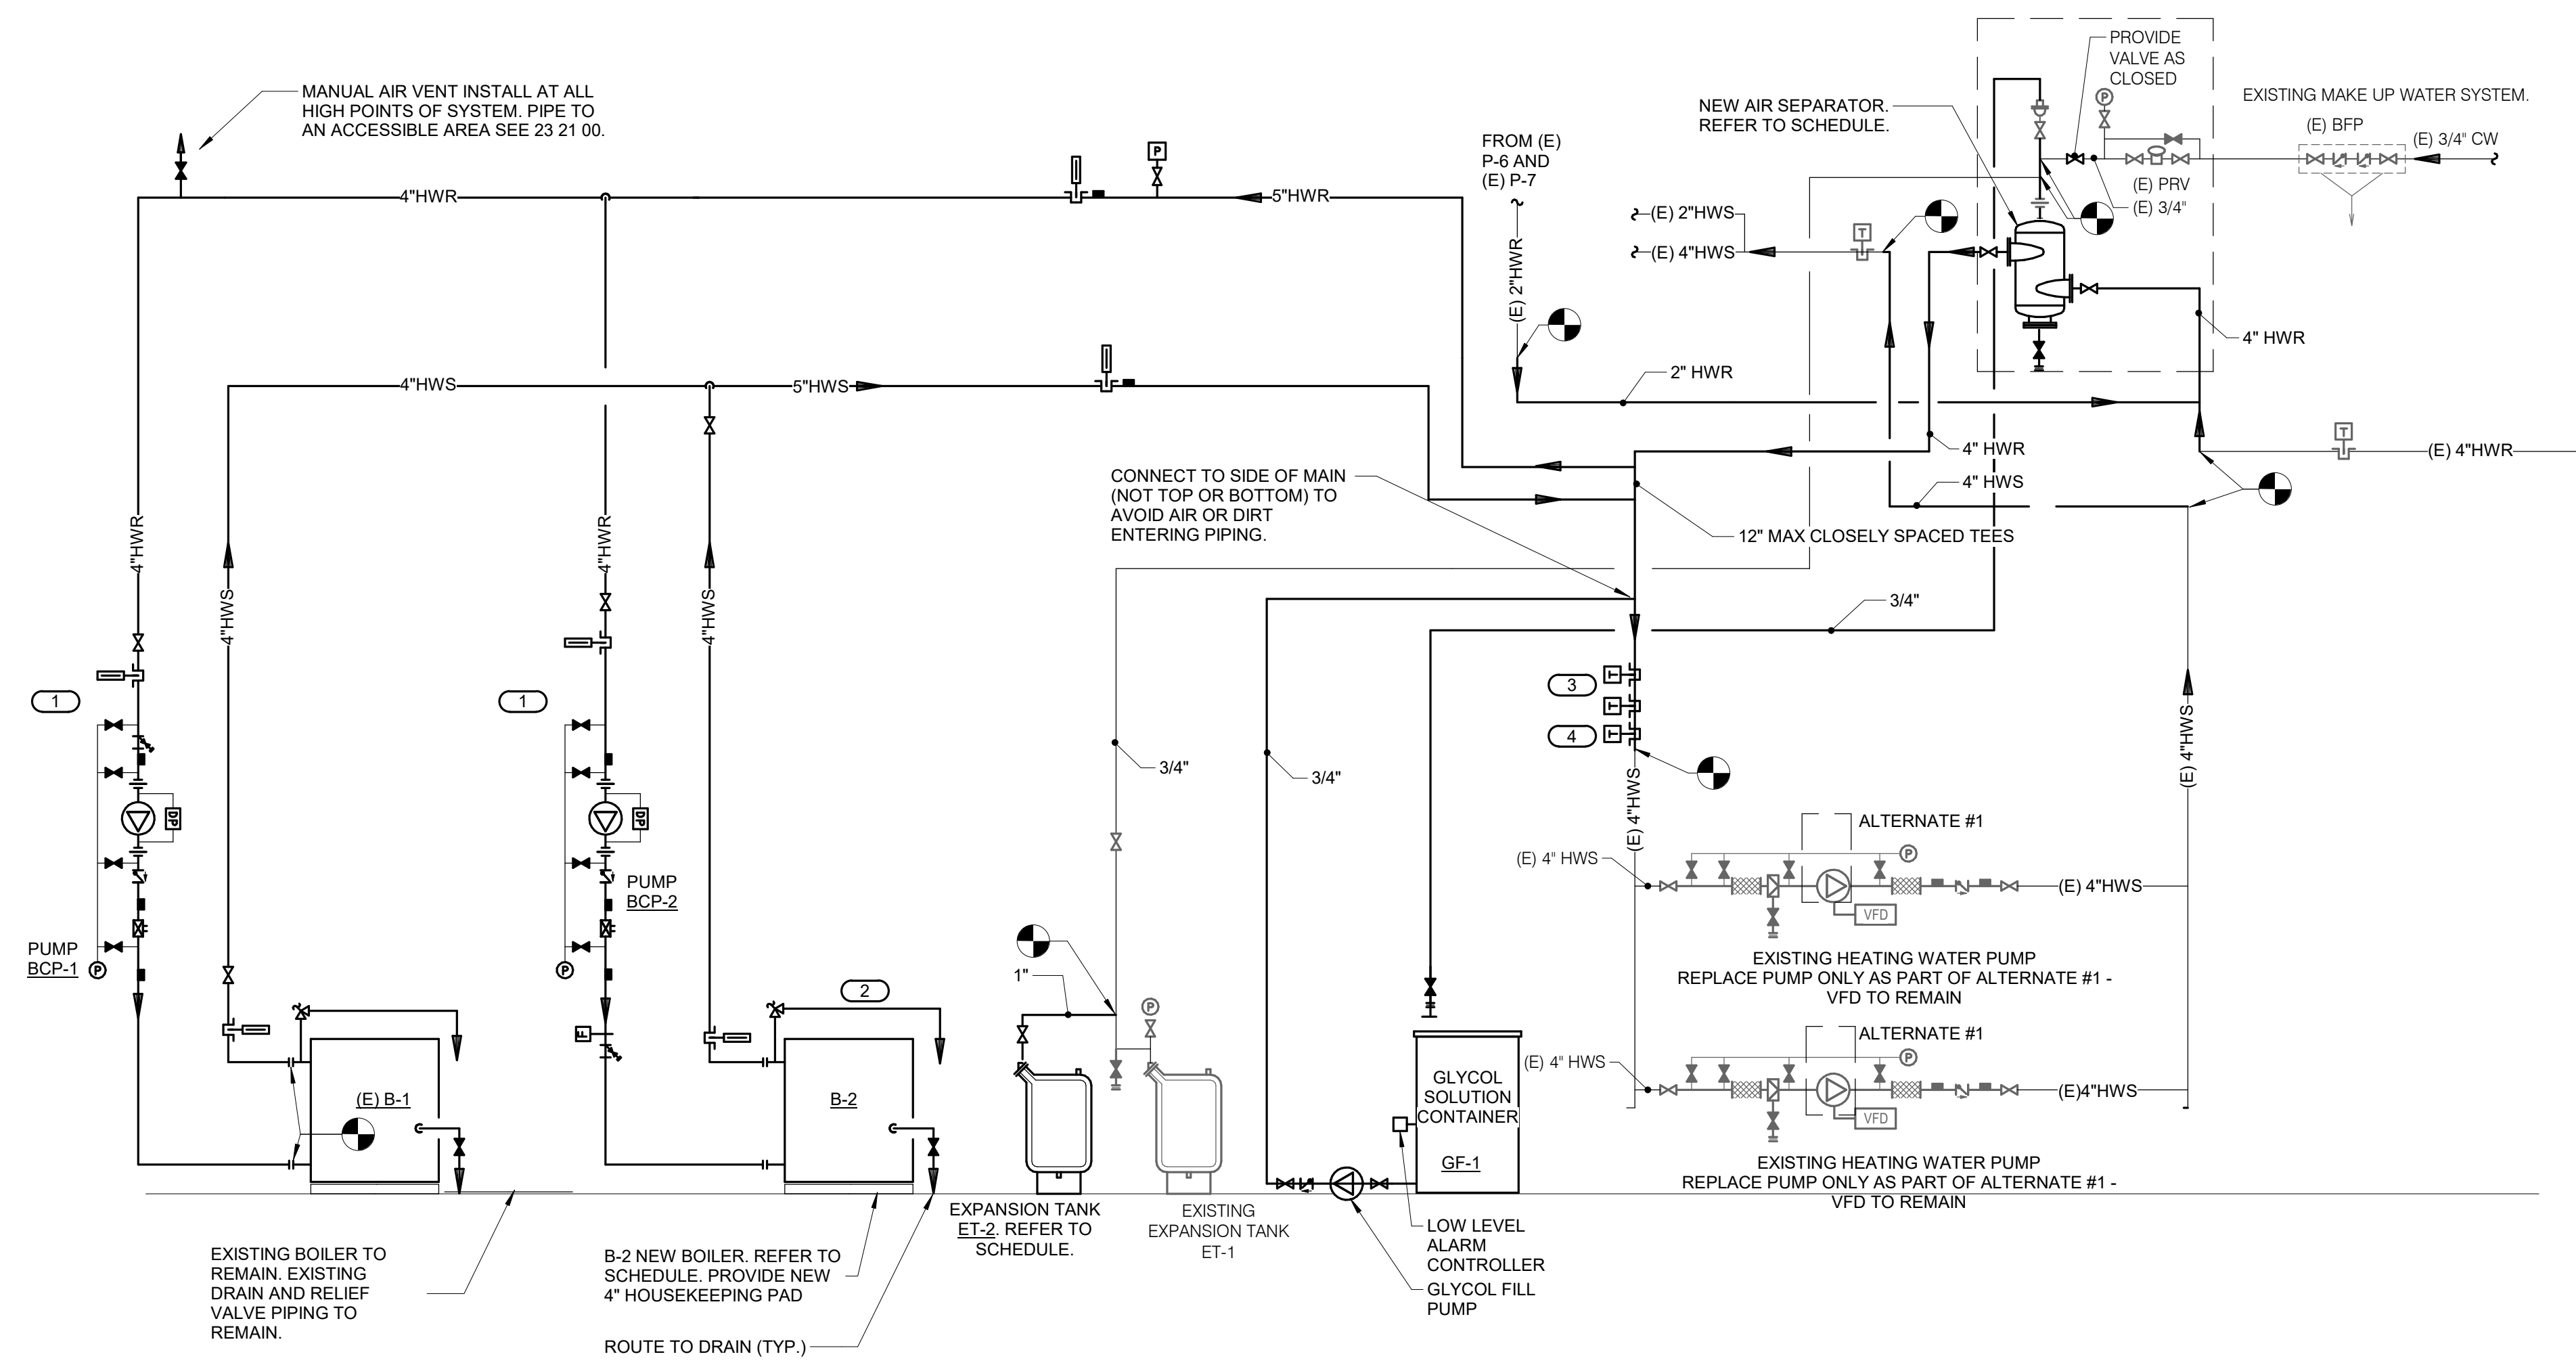 PROVIDE
VALVE AS
CLOSED
MANUAL AIR VENT INSTALL AT ALL
HIGH POINTS OF SYSTEM. PIPE TO
AN ACCESSIBLE AREA SEE 23 21 00.
NEW AIR SEPARATOR.
REFER TO SCHEDULE.
P
EXISTING MAKE UP WATER SYSTEM.
(E) BFP
(E) 3/4" CW
FROM (E)
P-6 AND
(E) P-7
P
(E) PRV
(E) 3/4"
4"HWR
5"HWR
(E) 2"HWS
(E) 4"HWS
T
(E) 2"HWR
4" HWR
2" HWR
4"HWS
5"HWS
T
(E) 4"HWR
4" HWR
4" HWS
CONNECT TO SIDE OF MAIN
(NOT TOP OR BOTTOM) TO
AVOID AIR OR DIRT
ENTERING PIPING.
12" MAX CLOSELY SPACED TEES
4"HWR
4"HWS
4"HWR
4"HWS
3/4"
1
1
3
T
T
4
T
3/4"
3/4"
(E) 4"HWS
(E) 4"HWS
DP
DP
PUMP
BCP-1
P
PUMP
BCP-2
P
ALTERNATE #1
(E) 4" HWS
P
(E) 4"HWS
VFD
EXISTING HEATING WATER PUMP
REPLACE PUMP ONLY AS PART OF ALTERNATE #1 -
VFD TO REMAIN
2
1"
P
F
ALTERNATE #1
(E) 4" HWS
P
(E)4"HWS
VFD
EXISTING HEATING WATER PUMP
REPLACE PUMP ONLY AS PART OF ALTERNATE #1 -
VFD TO REMAIN
(E) B-1
B-2
GLYCOL
SOLUTION
CONTAINER
GF-1
EXPANSION TANK
ET-2. REFER TO
SCHEDULE.
EXISTING
EXPANSION TANK
ET-1
LOW LEVEL
ALARM
CONTROLLER
GLYCOL FILL
PUMP
EXISTING BOILER TO
REMAIN. EXISTING
DRAIN AND RELIEF
VALVE PIPING TO
REMAIN.
B-2 NEW BOILER. REFER TO
SCHEDULE. PROVIDE NEW
4" HOUSEKEEPING PAD
ROUTE TO DRAIN (TYP.)